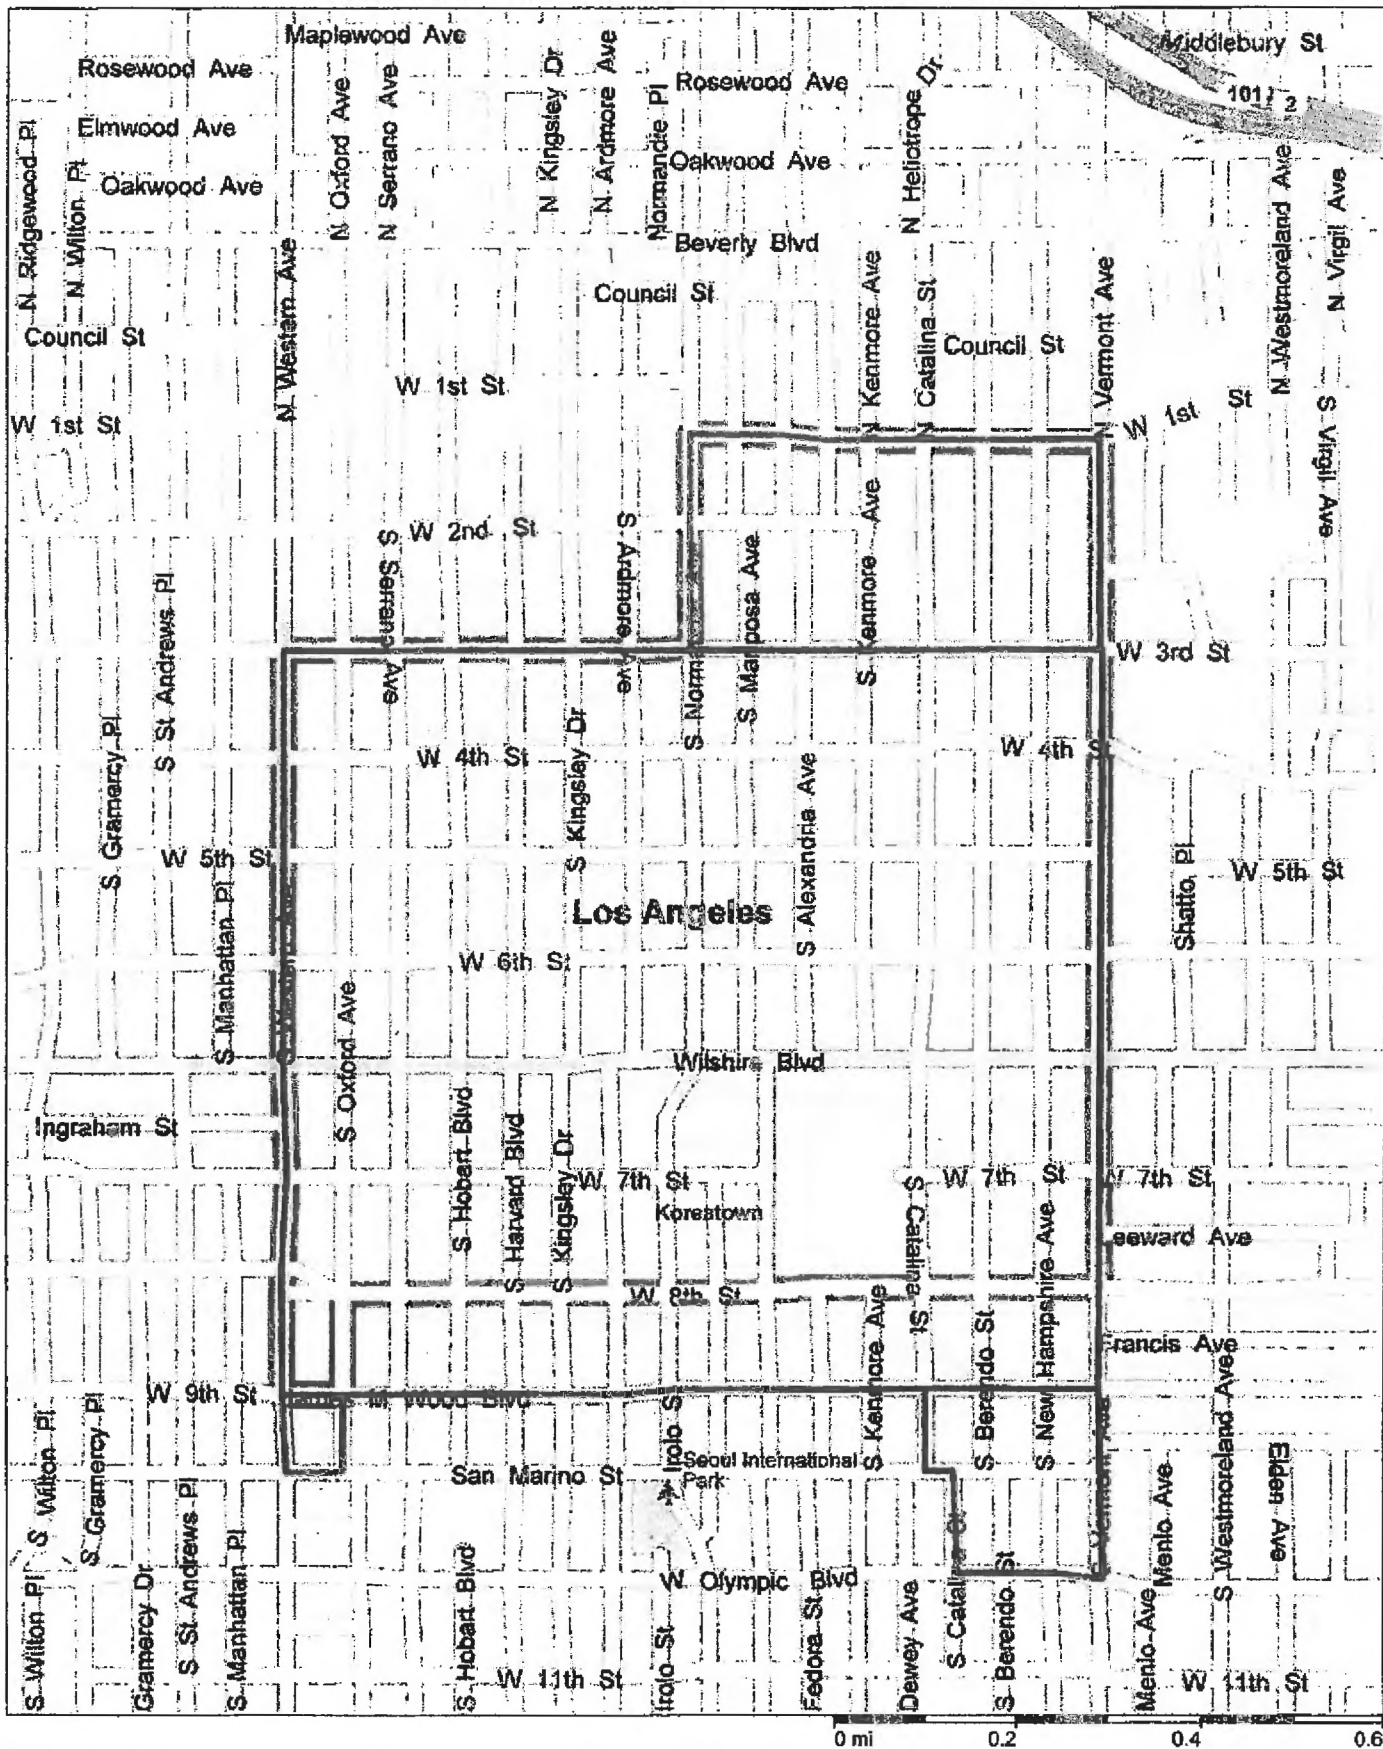 Maplewood Ave
Middlebury St
Rosewood Ave
Rosewood Ave
101
Elmwood Ave
Oakwood Ave
Oakwood Ave
N Ridgewood Pl
N Wilton Pl
N Oxford Ave
N Serrano Ave
N Kingsley Dr
N Ardmore Ave
Normandie Pl
N Heliotrope Dr
N Westmoreland Ave
N Virgil Ave
Beverly Blvd
N Western Ave
Council St
Council St
Council St
N Kenmore Ave
N Catalina St
Vermont Ave
W 1st St
W 1st St
W 1st St
S Virgil Ave
W 2nd St
S Serrano Ave
S Ardmore Ave
S Mariposa Ave
S Kenmore Ave
S St Andrews Pl
W 3rd St
S Gramercy Pl
W 4th St
W 4th St
S Kingsley Dr
S Alexandria Ave
W 5th St
W 5th St
S Manhattan Pl
Shatto Pl
Los Angeles
W 6th St
S Oxford Ave
Wilshire Blvd
Ingraham St
S Hobart Blvd
S Harvard Blvd
S Kingsley Dr
W 7th St
W 7th St
W 7th St
Koreatown
S Catalina St
S New Hampshire Ave
Leeward Ave
W 8th St
S Kenmore Ave
S Berendo St
Francis Ave
W 9th St
James M Wood Blvd
Irolo St
S Westmoreland Ave
Elden Ave
S Wilton Pl
S Gramercy Pl
San Marino St
Seoul International
Park
Menlo Ave
S Vermont Ave
W Olympic Blvd
S Wilton Pl
Gramercy Dr
S St Andrews Pl
S Manhattan Pl
S Hobart Blvd
Irolo St
Fedora St
Dewey Ave
S Catalina St
S Berendo St
Menlo Ave
W 11th St
W 11th St
0 mi 0.2 0.4 0.6